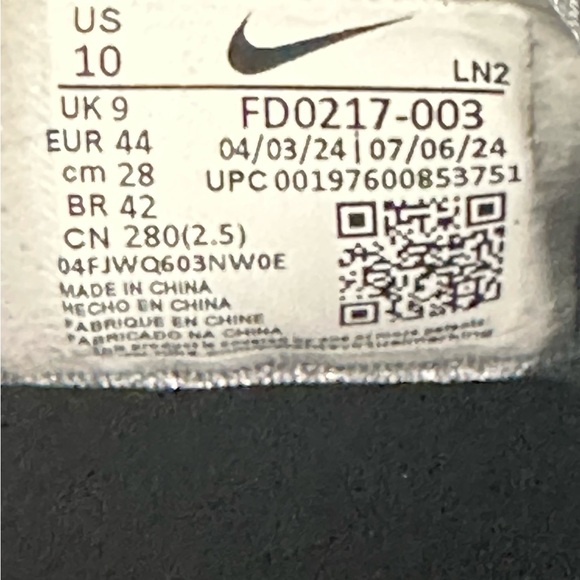 US
10
LN2
UK 9
FD0217-003
EUR 44
04/03/24 | 07/06/24
cm 28
UPC 00197600853751
BR 42
CN 280(2.5)
04FJWQ603NW0E
MADE IN CHINA
HECHO EN CHINA
FABRIQUE EN CHINE
FABRICADO NA CHINA